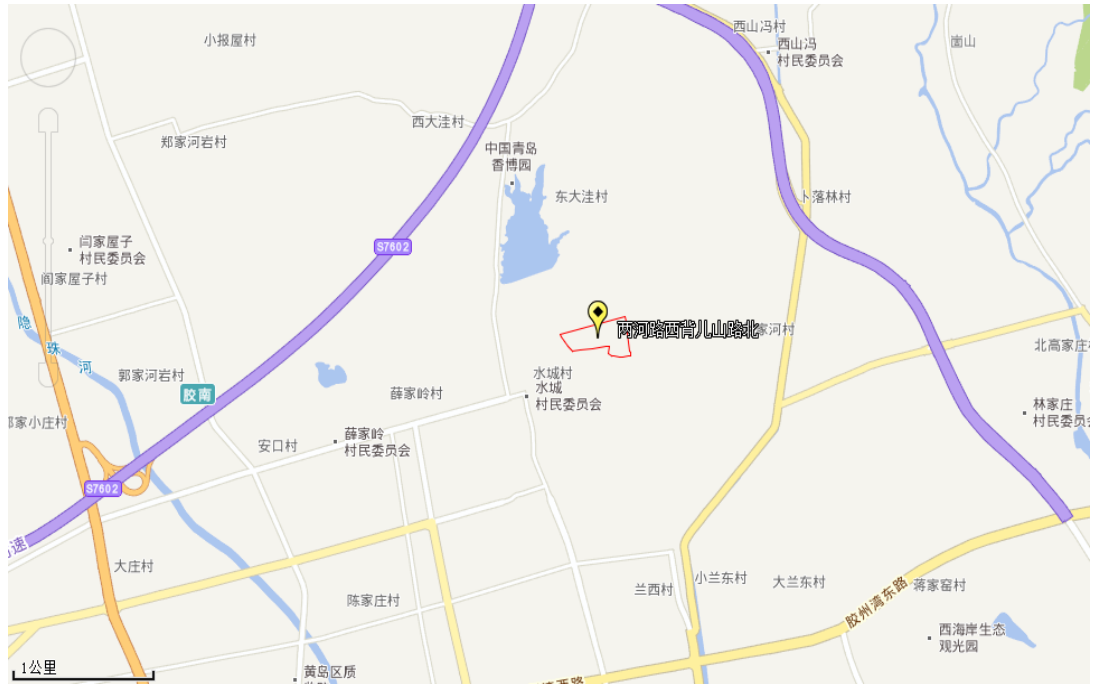 小报屋村
西山冯村
西山冯
村民委员会
崮山
西大洼村
郑家河岩村
中国青岛
香博园
东大洼村
卜落林村
闫家屋子
村民委员会
阎家屋子村
S7602
隐珠河
两河路西背儿山路北
家河村
北高家庄
郭家河岩村
胶南
水城村
水城
村民委员会
薛家岭村
林家庄
村民委员会
家小庄村
安口村
薛家岭
村民委员会
S7602
速
大庄村
陈家庄村
兰西村
小兰东村
大兰东村
蒋家窑村
胶州湾东路
西海岸生态
观光园
1公里
黄岛区质
西路